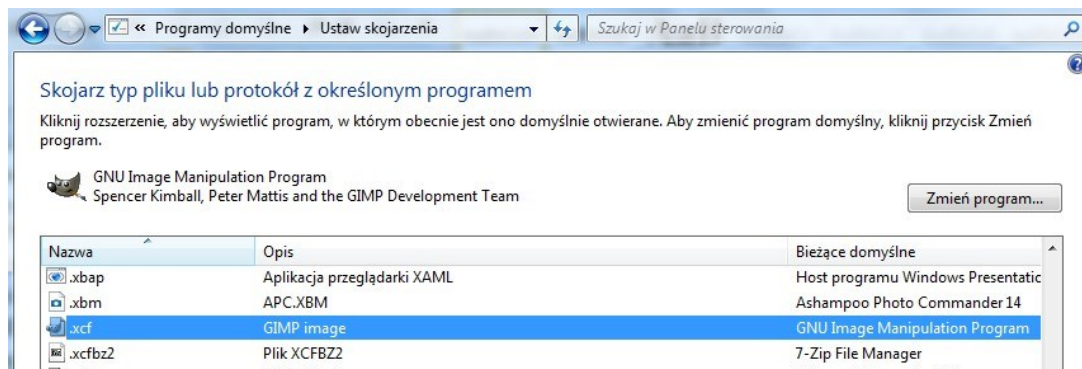 « Programy domyślne ▸ Ustaw skojarzenia Szukaj w Panelu sterowania
Skojarz typ pliku lub protokół z określonym programem
Kliknij rozszerzenie, aby wyświetlić program, w którym obecnie jest ono domyślnie otwierane. Aby zmienić program domyślny, kliknij przycisk Zmień
program.
GNU Image Manipulation Program
Spencer Kimball, Peter Mattis and the GIMP Development Team
Zmień program...
Nazwa Opis Bieżące domyślne
.xbap Aplikacja przeglądarki XAML Host programu Windows Presentatic
.xbm APC.XBM Ashampoo Photo Commander 14
.xcf GIMP image GNU Image Manipulation Program
.xcfbz2 Plik XCFBZ2 7-Zip File Manager